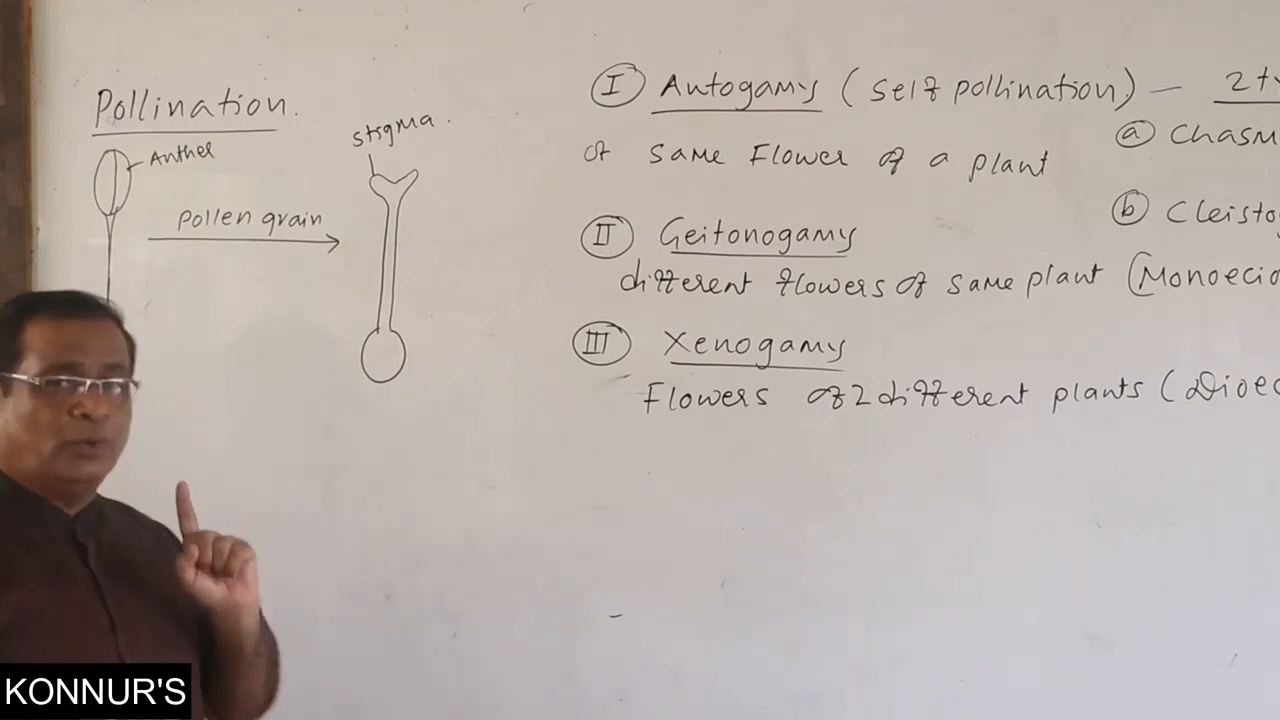 Pollination.
Anther
Stigma.
Pollen grain
I Autogamy (Self pollination) — 2 ty
a Chasm
of same Flower of a plant
b Cleisto
II Geitonogamy
different flowers of same plant (Monoecio
III Xenogamy
Flowers of 2 different plants (Dioec
KONNUR'S